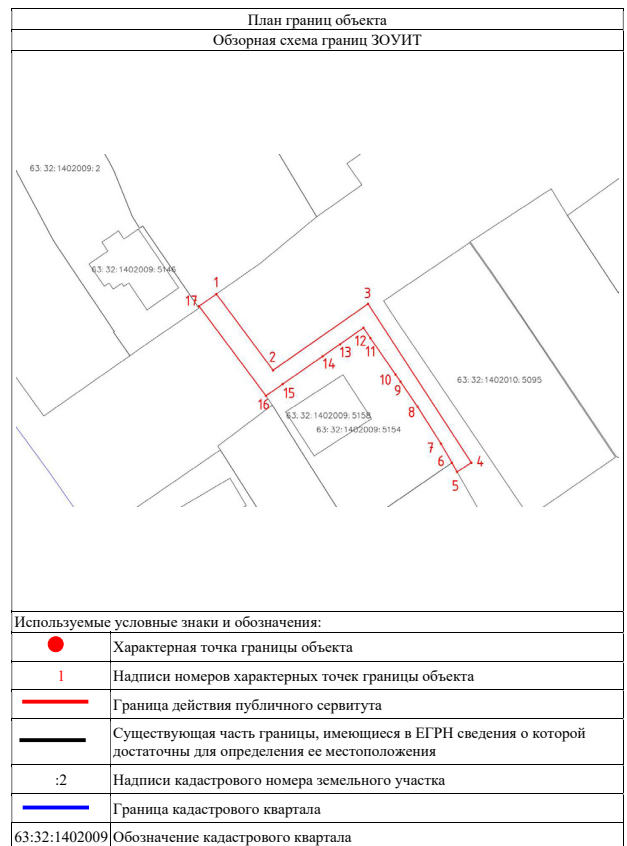 План границ объекта
Обзорная схема границ ЗОУИТ
63:32:1402009:2
63:32:1402009:5146
1
17
3
2
12
13
11
14
10
9
15
16
8
63:32:1402010:5095
63:32:1402009:5158
63:32:1402009:5154
7
6
4
5
Используемые условные знаки и обозначения:
Характерная точка границы объекта
1 Надписи номеров характерных точек границы объекта
Граница действия публичного сервитута
Существующая часть границы, имеющиеся в ЕГРН сведения о которой
достаточны для определения ее местоположения
:2 Надписи кадастрового номера земельного участка
Граница кадастрового квартала
63:32:1402009 Обозначение кадастрового квартала